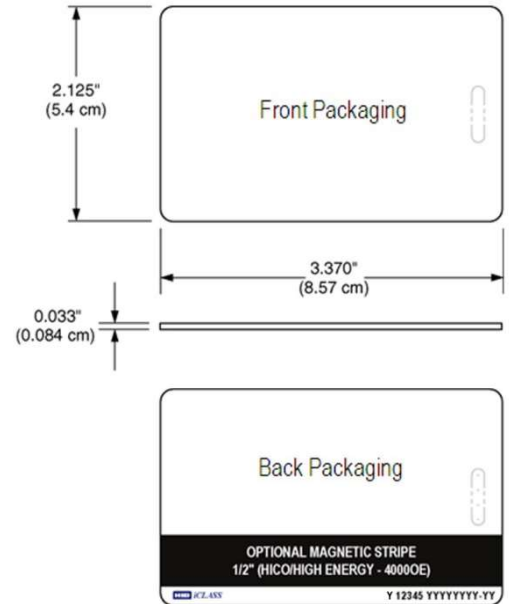 2.125"
(5.4 cm)
Front Packaging
3.370"
(8.57 cm)
0.033"
(0.084 cm)
Back Packaging
OPTIONAL MAGNETIC STRIPE
1/2" (HICO/HIGH ENERGY - 4000OE)
HID iCLASS
Y 12345 YYYYYYYY-YY